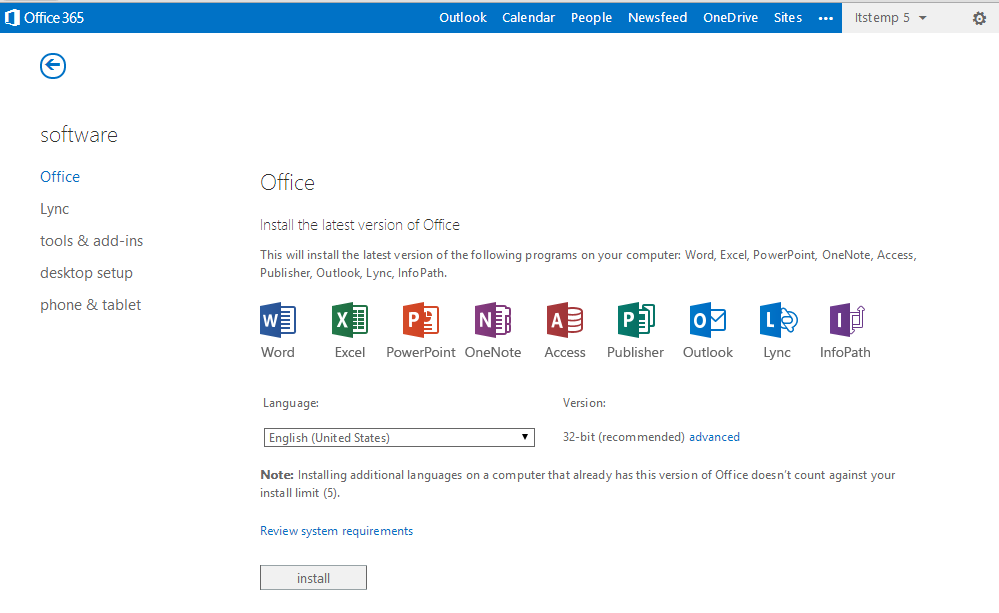 Office 365 Outlook Calendar People Newsfeed OneDrive Sites ••• Itstemp 5
software
Office
Lync
tools & add-ins
desktop setup
phone & tablet
Office
Install the latest version of Office
This will install the latest version of the following programs on your computer: Word, Excel, PowerPoint, OneNote, Access,
Publisher, Outlook, Lync, InfoPath.
Word Excel PowerPoint OneNote Access Publisher Outlook Lync InfoPath
Language: Version:
English (United States) 32-bit (recommended) advanced
Note: Installing additional languages on a computer that already has this version of Office doesn't count against your
install limit (5).
Review system requirements
install